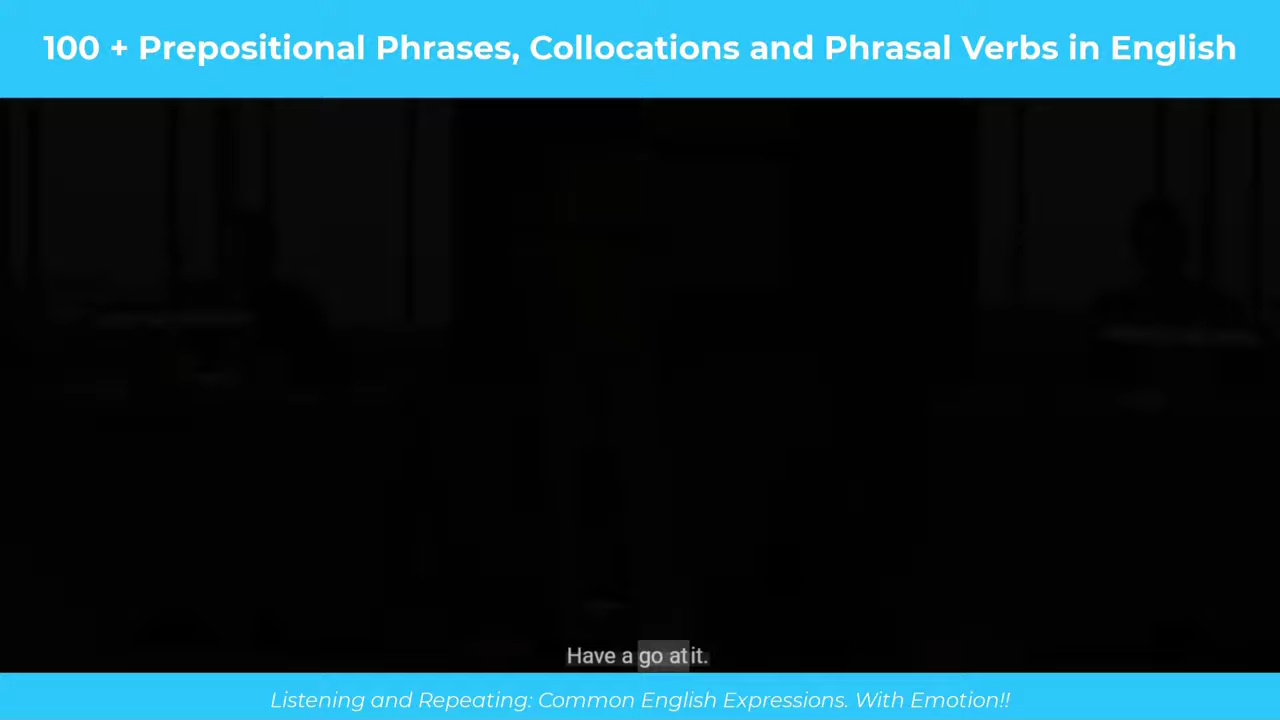 100 + Prepositional Phrases, Collocations and Phrasal Verbs in English
Have a go at it.
Listening and Repeating: Common English Expressions. With Emotion!!